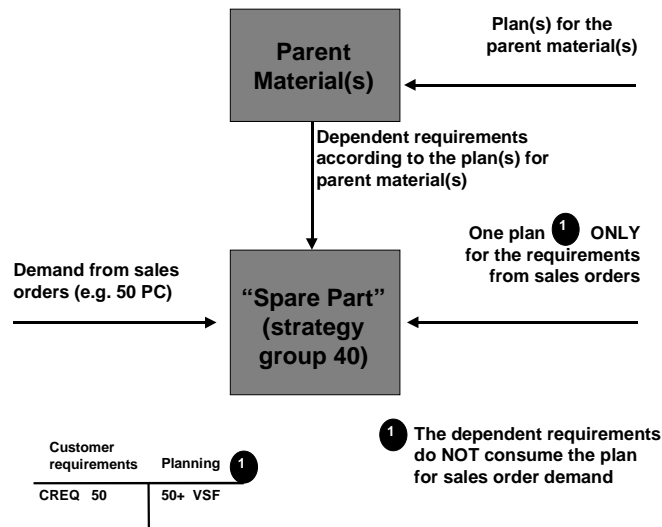 Parent
Material(s)
Plan(s) for the
parent material(s)
Dependent requirements
according to the plan(s) for
parent material(s)
Demand from sales
orders (e.g. 50 PC)
“Spare Part”
(strategy
group 40)
One plan 1 ONLY
for the requirements
from sales orders
Customer
requirements
Planning 1
CREQ 50
50+ VSF
1 The dependent requirements
do NOT consume the plan
for sales order demand